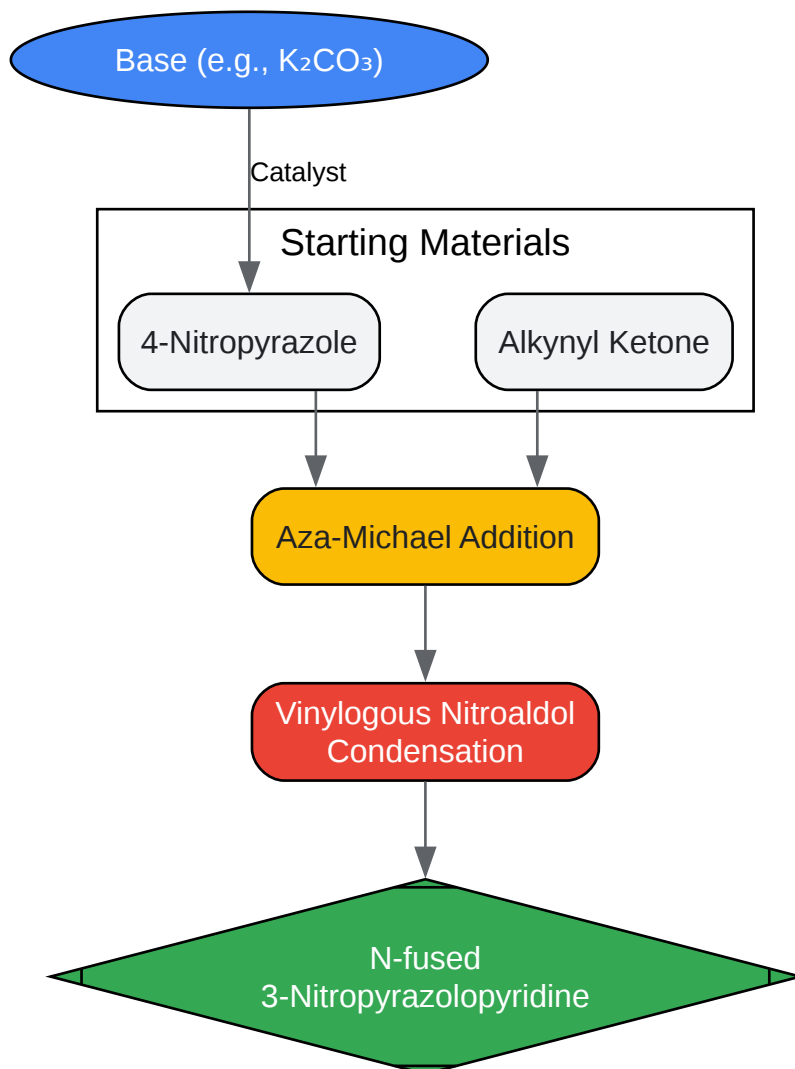 Base (e.g., K₂CO₃)
Catalyst
Starting Materials
4-Nitropyrazole
Alkynyl Ketone
Aza-Michael Addition
Vinylogous Nitroaldol
Condensation
N-fused
3-Nitropyrazolopyridine